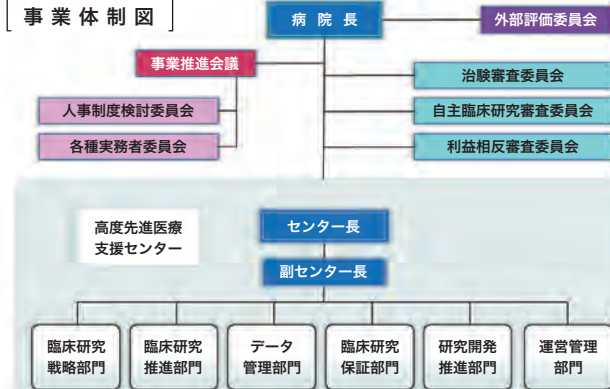 事業体制図
病院長
外部評価委員会
事業推進会議
治験審査委員会
人事制度検討委員会
自主臨床研究審査委員会
各種実務者委員会
利益相反審査委員会
高度先進医療
支援センター
センター長
副センター長
臨床研究
戦略部門
臨床研究
推進部門
データ
管理部門
臨床研究
保証部門
研究開発
推進部門
運営管理
部門